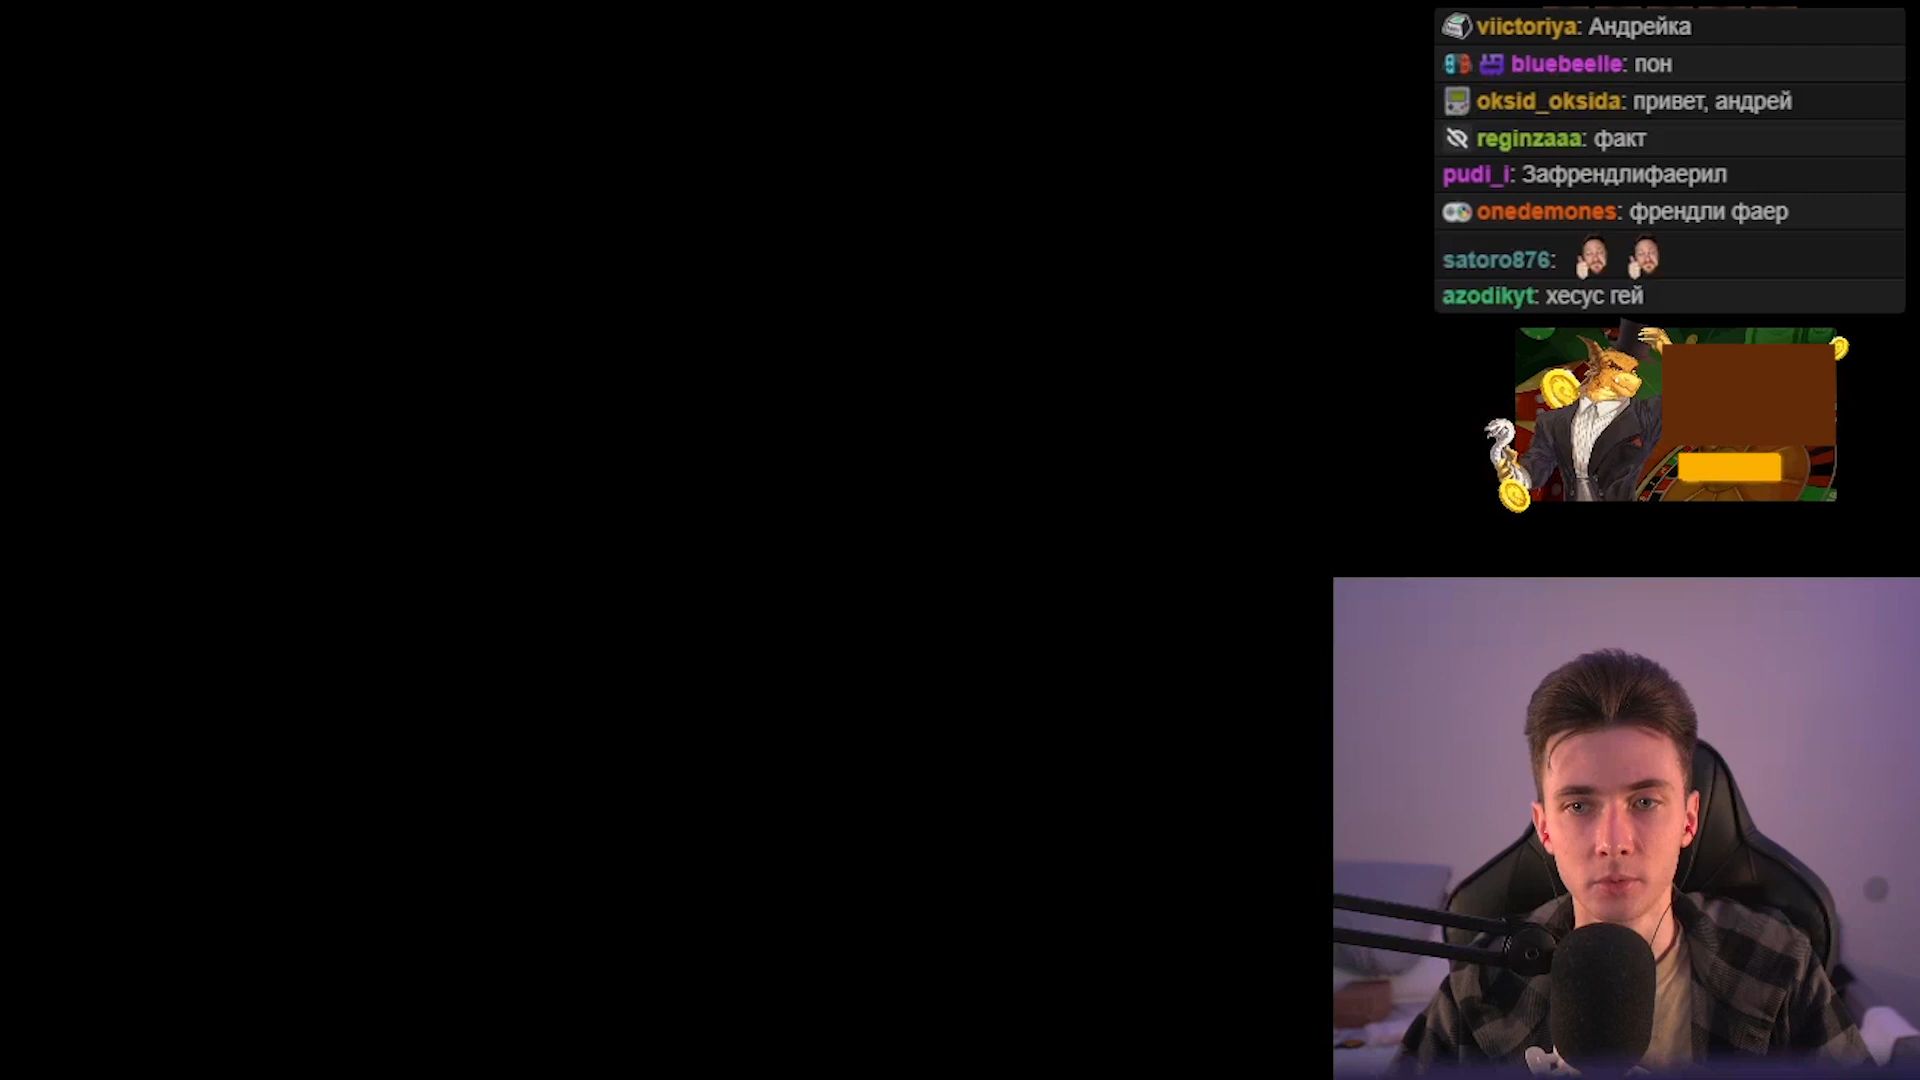 viictoriya: Андрейка
bluebeelle: пон
oksid_oksida: привет, андрей
reginzaaa: факт
pudi_i: Зафрендлифаерил
onedemones: френдли фаер
satoro876:
azodikyt: хесус гей